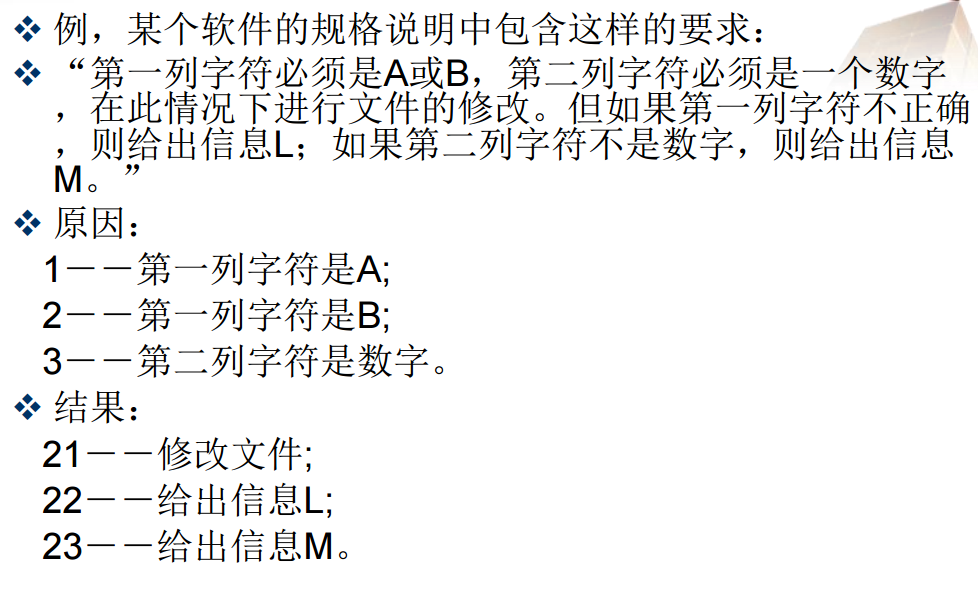 例，某个软件的规格说明中包含这样的要求：
“第一列字符必须是A或B，第二列字符必须是一个数字
，在此情况下进行文件的修改。但如果第一列字符不正确
，则给出信息L；如果第二列字符不是数字，则给出信息
M。”
原因：
1－－第一列字符是A;
2－－第一列字符是B;
3－－第二列字符是数字。
结果：
21－－修改文件;
22－－给出信息L;
23－－给出信息M。